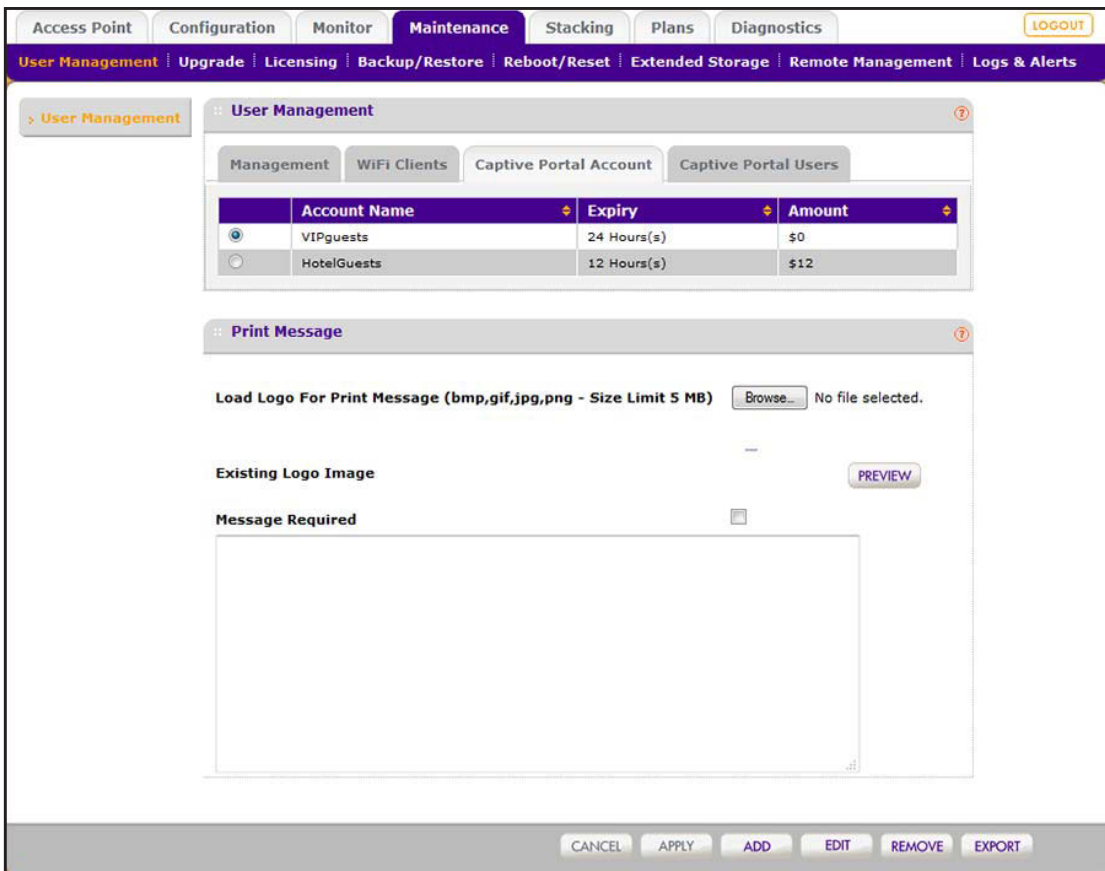 Access Point Configuration Monitor Maintenance Stacking Plans Diagnostics LOGOUT
User Management Upgrade Licensing Backup/Restore Reboot/Reset Extended Storage Remote Management Logs & Alerts
User Management
User Management
Management WiFi Clients Captive Portal Account Captive Portal Users
Account Name Expiry Amount
VIPguests 24 Hours(s) $0
HotelGuests 12 Hours(s) $12
Print Message
Load Logo For Print Message (bmp,gif,jpg,png - Size Limit 5 MB) Browse... No file selected.
Existing Logo Image PREVIEW
Message Required
CANCEL APPLY ADD EDIT REMOVE EXPORT